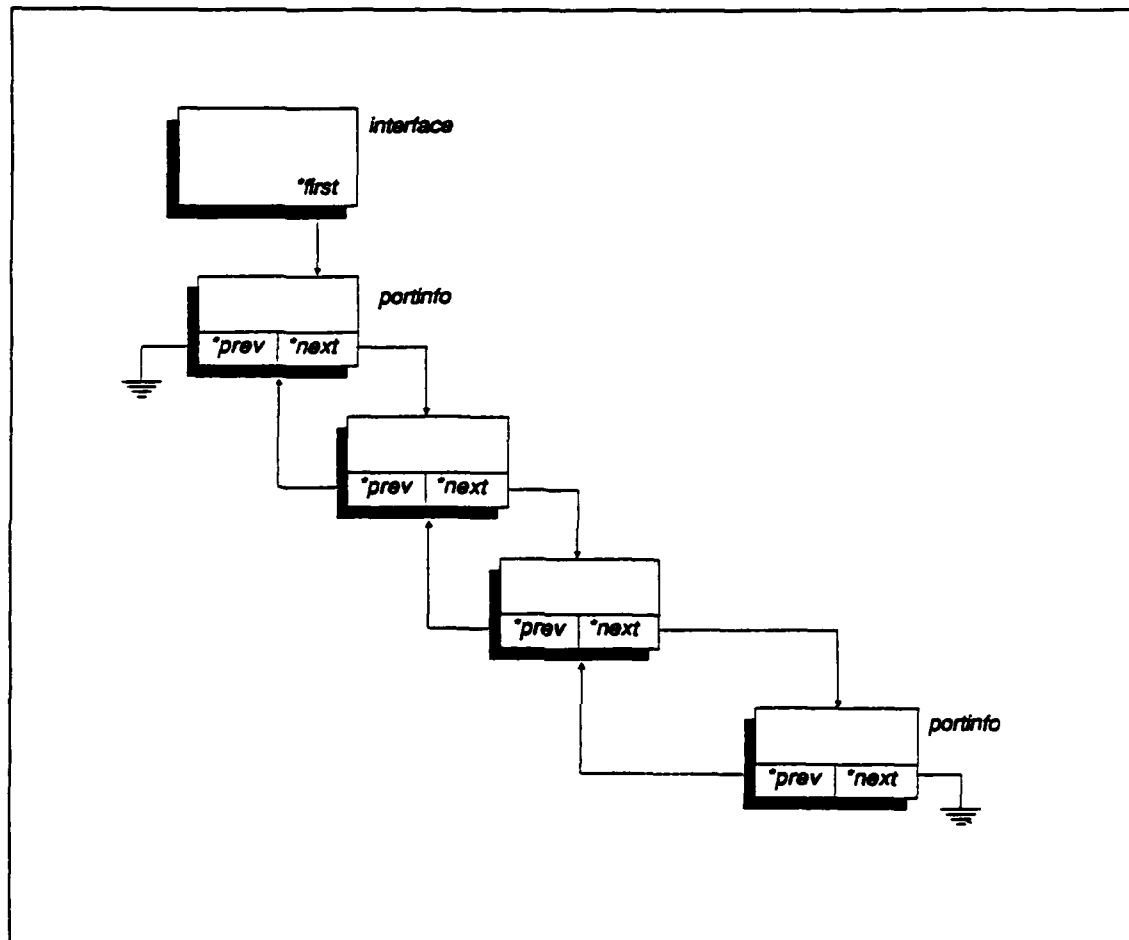 interface
*first
portinfo
*prev *next
*prev *next
*prev *next
portinfo
*prev *next